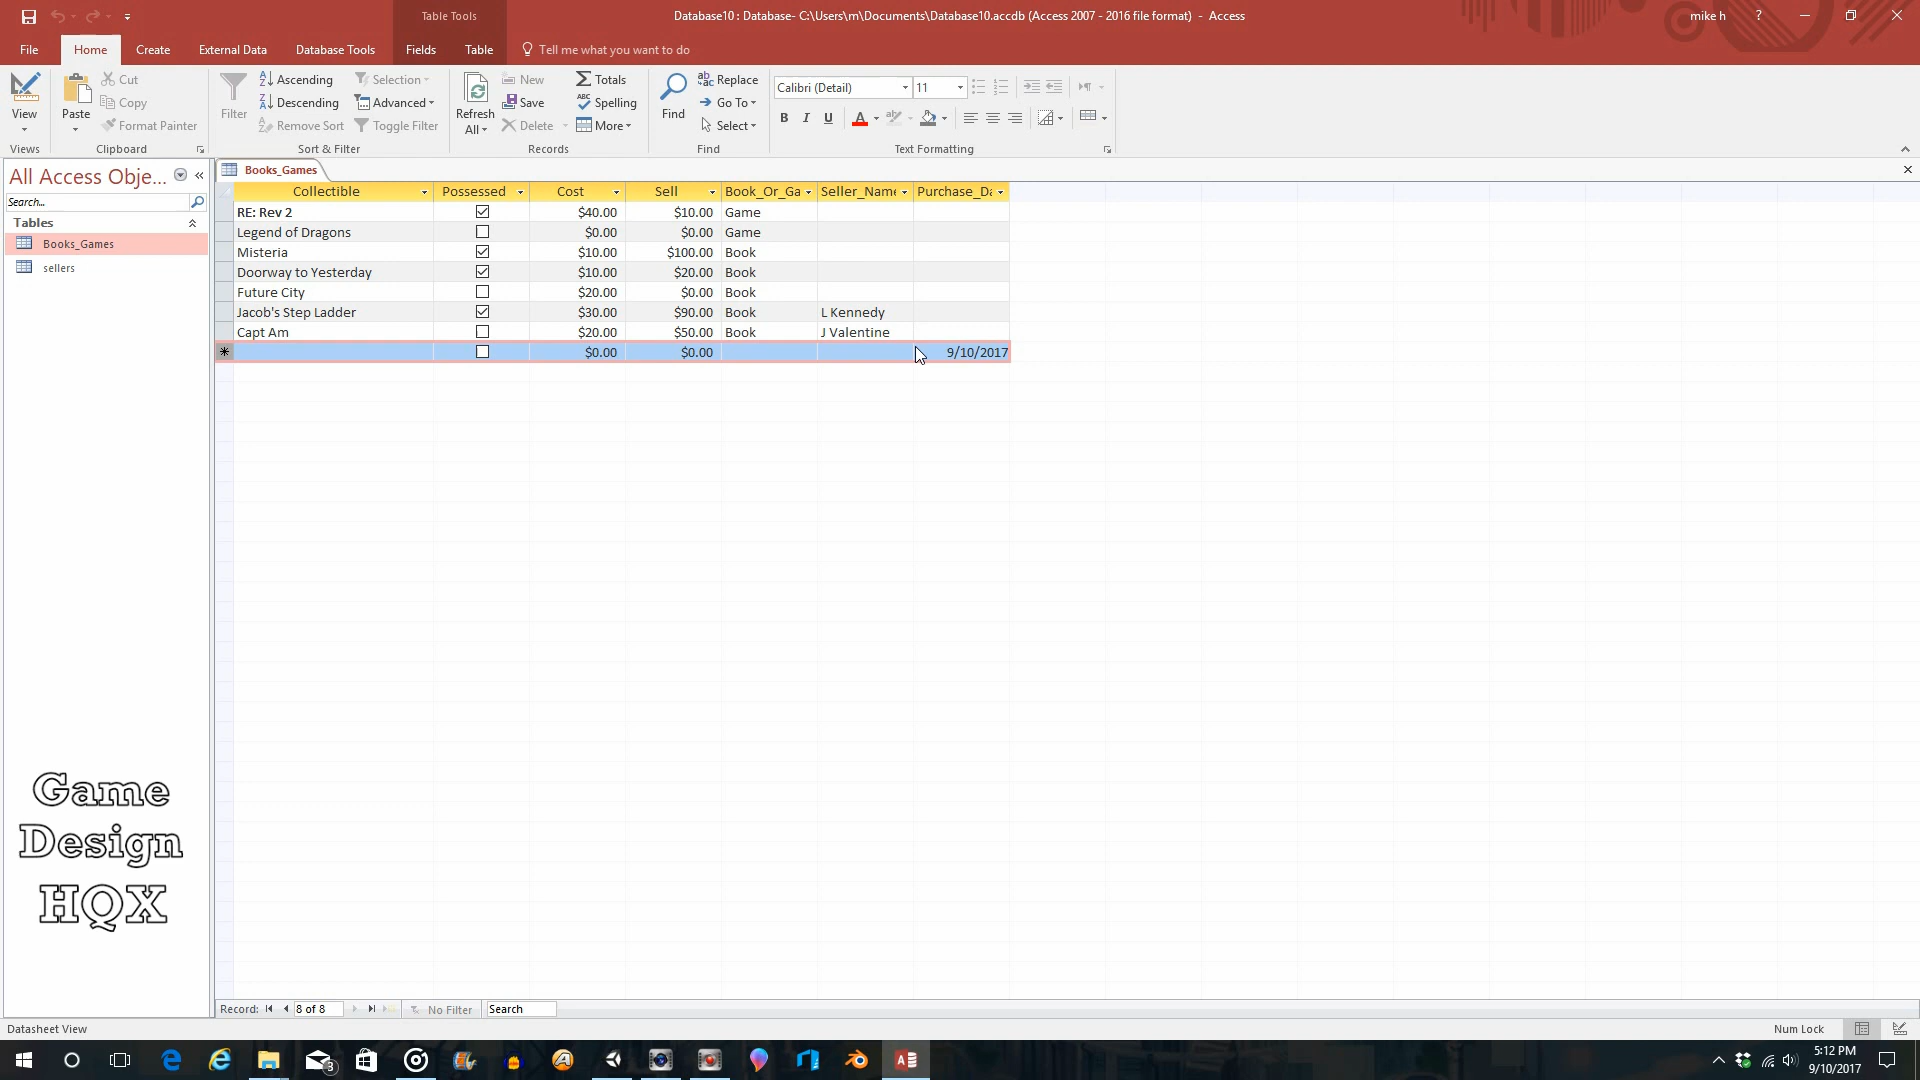 Table Tools
Database10 : Database- C:\Users\m\Documents\Database10.accdb (Access 2007 - 2016 file format) - Access
mike h
?
File Home Create External Data Database Tools Fields Table Tell me what you want to do
View
Views
Paste
Cut
Copy
Format Painter
Clipboard
Filter
Ascending
Descending
Remove Sort
Selection
Advanced
Toggle Filter
Sort & Filter
Refresh
All
New
Save
Delete
Totals
Spelling
More
Records
Find
Replace
Go To
Select
Find
Calibri (Detail) 11
B I U A
Text Formatting
All Access Obje...
Search...
Tables
Books_Games
sellers
Books_Games
Collectible Possessed Cost Sell Book_Or_Ga Seller_Name Purchase_Da
RE: Rev 2 $40.00 $10.00 Game
Legend of Dragons $0.00 $0.00 Game
Misteria $10.00 $100.00 Book
Doorway to Yesterday $10.00 $20.00 Book
Future City $20.00 $0.00 Book
Jacob's Step Ladder $30.00 $90.00 Book L Kennedy
Capt Am $20.00 $50.00 Book J Valentine
$0.00 $0.00 9/10/2017
Game
Design
HQX
Record: 8 of 8 No Filter Search
Datasheet View
Num Lock
3
5:12 PM
9/10/2017